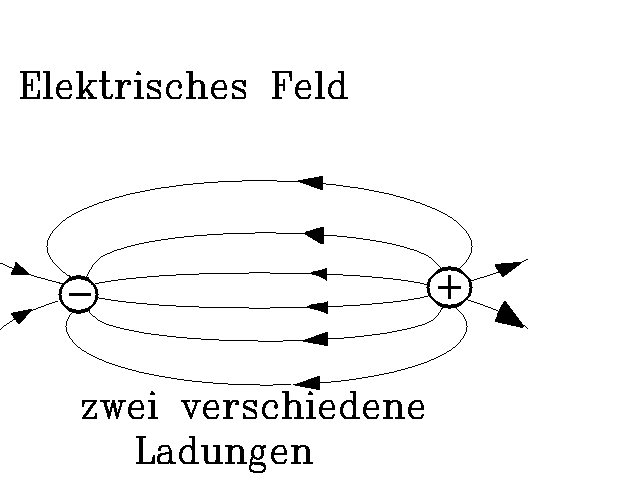 Elektrisches Feld
− +
zwei verschiedene
Ladungen